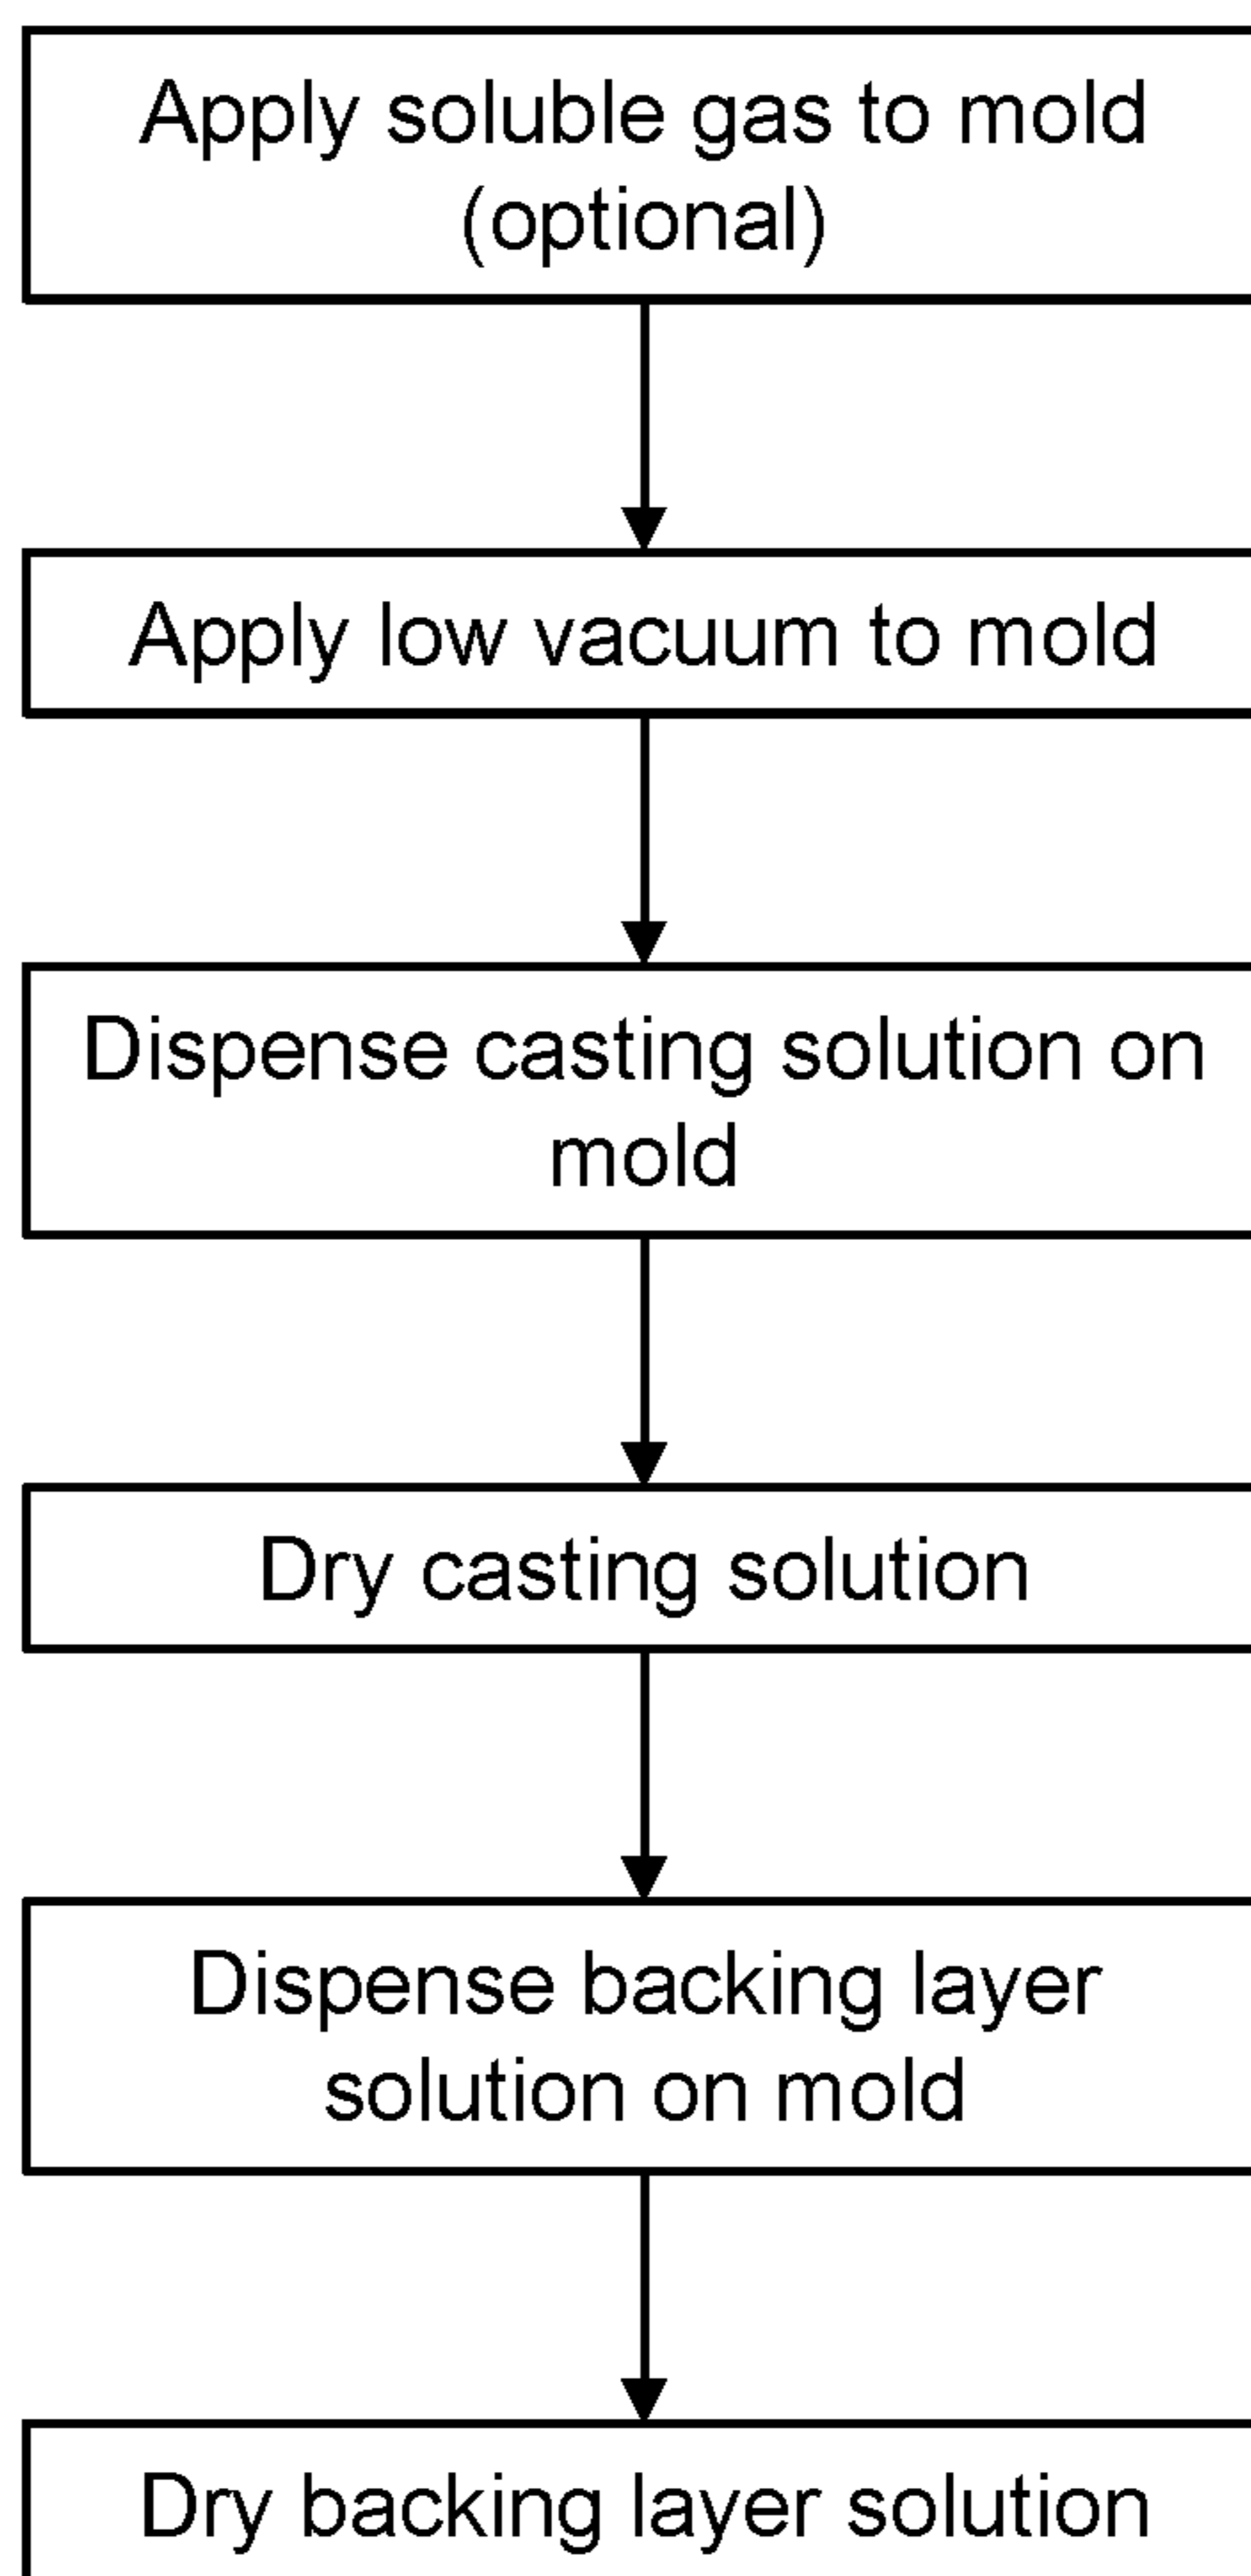 Apply soluble gas to mold
(optional)
Apply low vacuum to mold
Dispense casting solution on
mold
Dry casting solution
Dispense backing layer
solution on mold
Dry backing layer solution